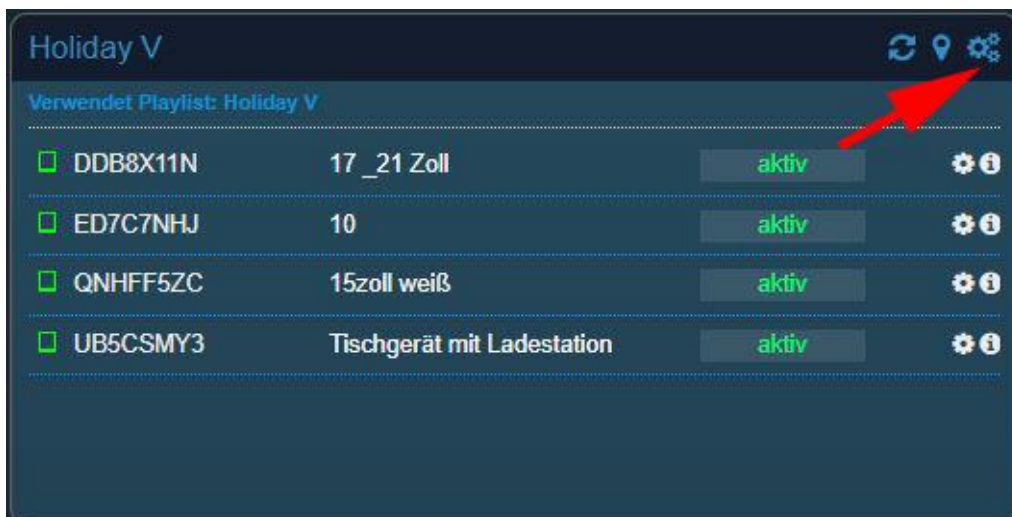 Holiday V
Verwendet Playlist: Holiday V
DDB8X11N 17 _21 Zoll aktiv
ED7C7NHJ 10 aktiv
QNHFF5ZC 15zoll weiß aktiv
UB5CSMY3 Tischgerät mit Ladestation aktiv